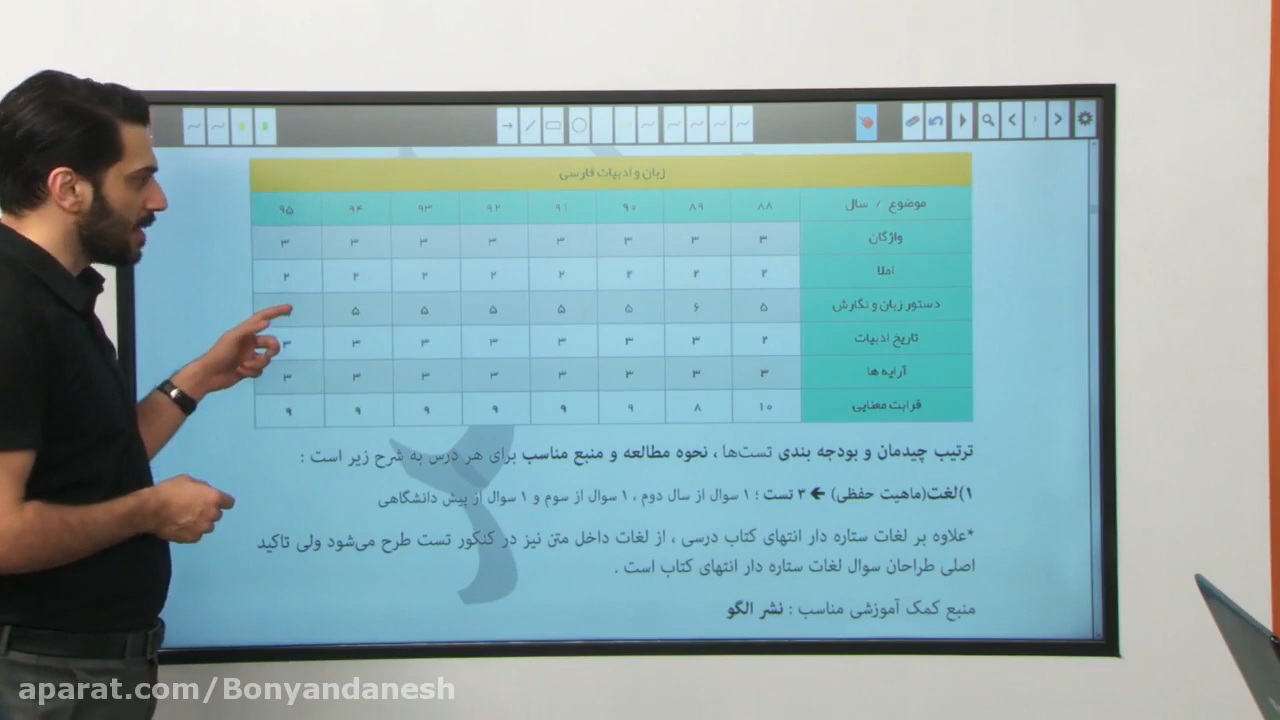 زبان و ادبیات فارسی
موضوع / سال ۸۸ ۸۹ ۹۰ ۹۱ ۹۲ ۹۳ ۹۴ ۹۵
واژگان ۳ ۳ ۳ ۳ ۳ ۳ ۳ ۳
املا ۲ ۲ ۲ ۲ ۲ ۲ ۲ ۲
دستور زبان و نگارش ۵ ۶ ۵ ۵ ۵ ۵ ۵
تاریخ ادبیات ۲ ۳ ۳ ۳ ۳ ۳ ۳ ۳
آرایه ها ۳ ۳ ۳ ۳ ۳ ۳ ۳ ۳
قرابت معنایی ۱۰ ۸ ۹ ۹ ۹ ۹ ۹ ۹
ترتیب چیدمان و بودجه بندی تست‌ها ، نحوه مطالعه و منبع مناسب برای هر درس به شرح زیر است :
۱)لغت(ماهیت حفظی) ← ۳ تست ؛ ۱ سوال از سال دوم ، ۱ سوال از سوم و ۱ سوال از پیش دانشگاهی
*علاوه بر لغات ستاره دار انتهای کتاب درسی ، از لغات داخل متن نیز در کنکور تست طرح می‌شود ولی تاکید
اصلی طراحان سوال لغات ستاره دار انتهای کتاب است .
منبع کمک آموزشی مناسب : نشر الگو
aparat.com/Bonyandanesh